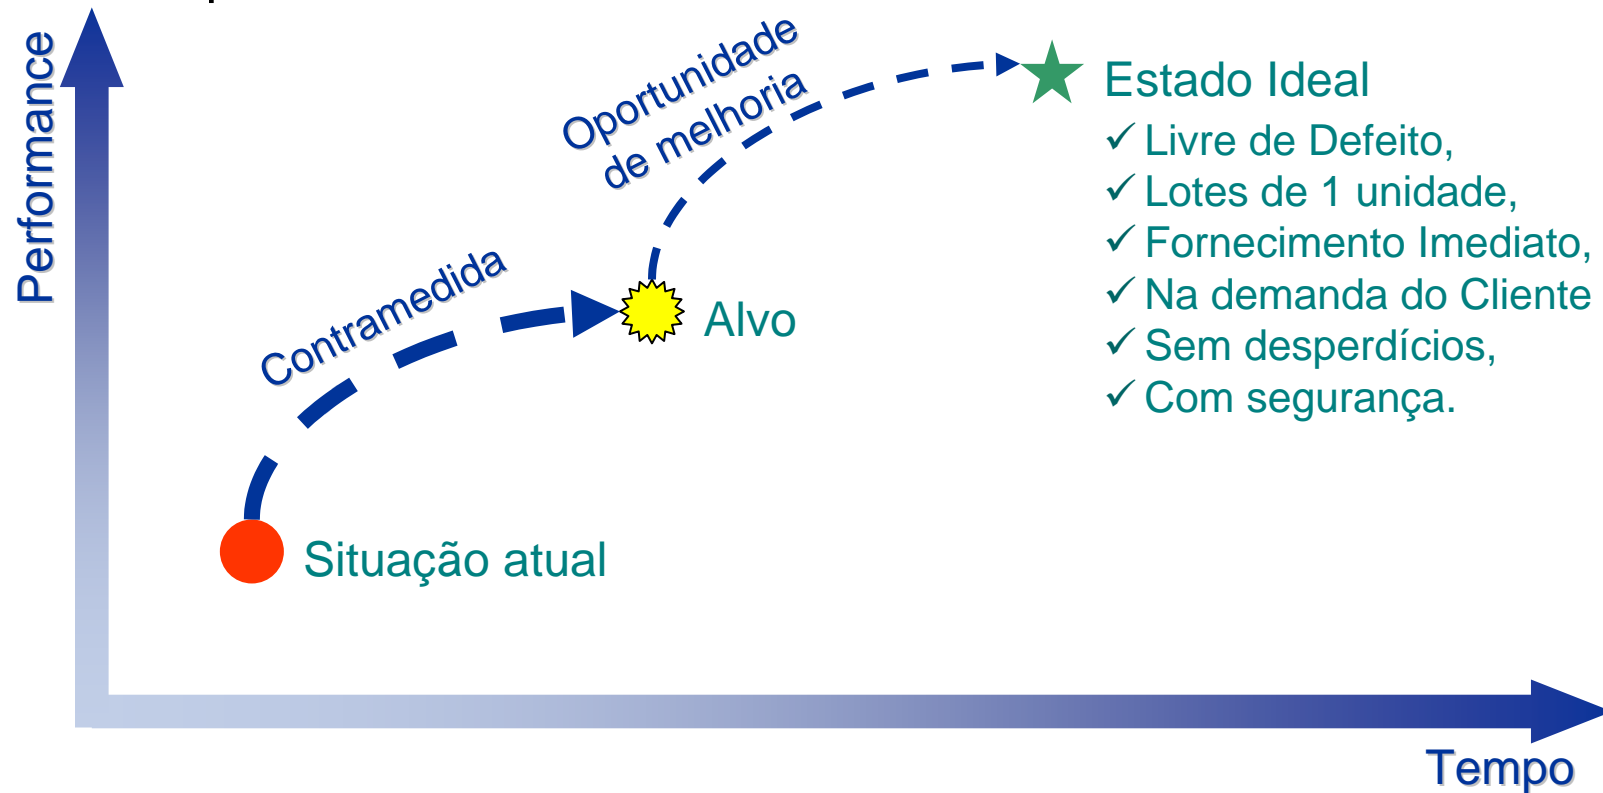 Performance
Oportunidade
de melhoria
Contramedida
Situação atual
Alvo
Estado Ideal
✓ Livre de Defeito,
✓ Lotes de 1 unidade,
✓ Fornecimento Imediato,
✓ Na demanda do Cliente
✓ Sem desperdícios,
✓ Com segurança.
Tempo